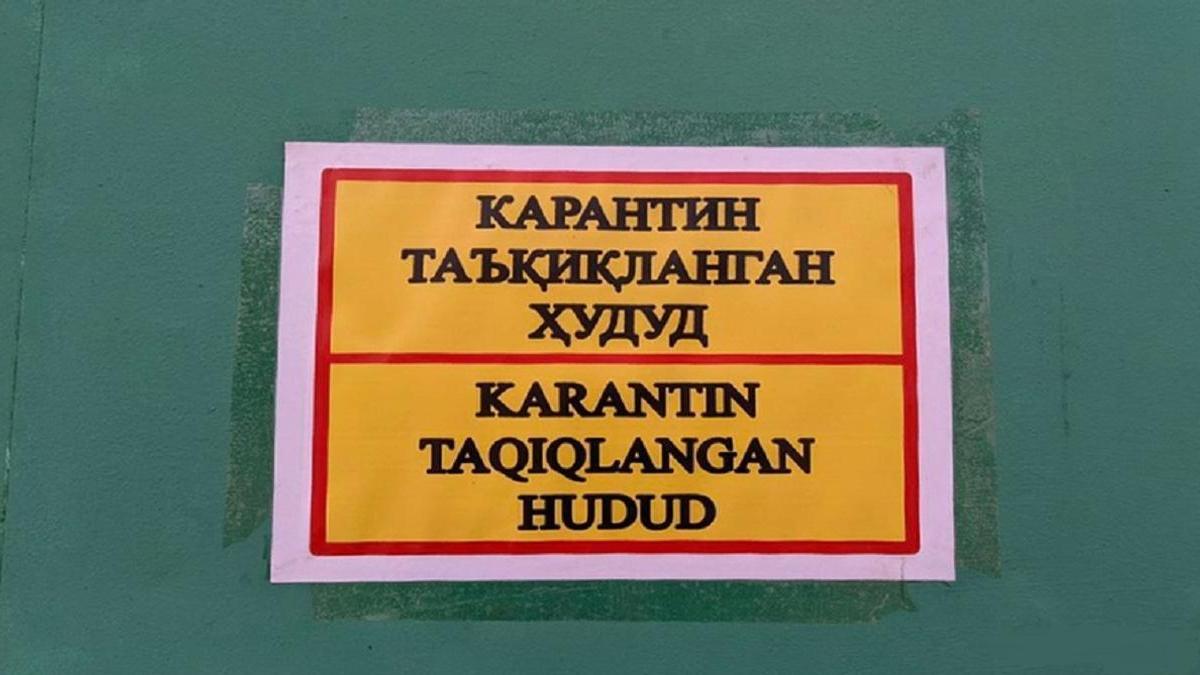 КАРАНТИН
ТАЪҚИҚЛАНГАН
ҲУДУД
KARANTIN
TAQIQLANGAN
HUDUD